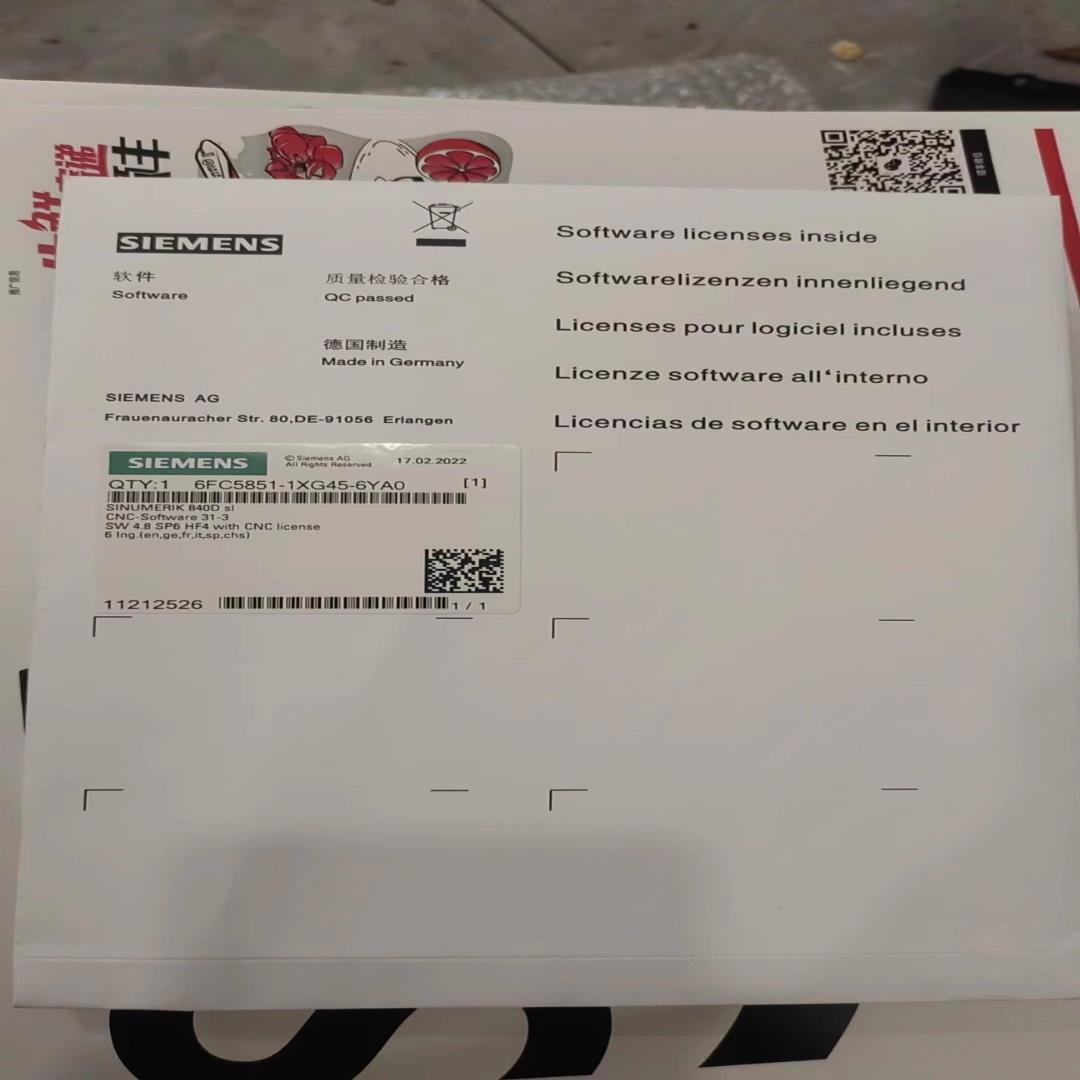 SIEMENS
软件
Software
质量检验合格
QC passed
德国制造
Made in Germany
SIEMENS AG
Frauenauracher Str. 80,DE-91056 Erlangen
Software licenses inside
Softwarelizenzen innenliegend
Licenses pour logiciel incluses
Licenze software all‘interno
Licencias de software en el interior
SIEMENS
© Siemens AG
All Rights Reserved
17.02.2022
QTY:1 6FC5851-1XG45-6YA0 [1]
SINUMERIK 840D sl
CNC-Software 31-3
SW 4.8 SP6 HF4 with CNC license
6 lng.(en,ge,fr,it,sp,chs)
11212526 1 / 1
推广信息